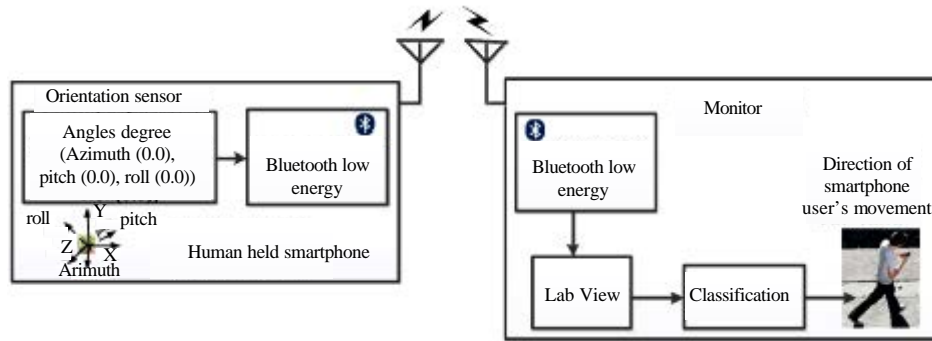 Orientation sensor
Angles degree
(Azimuth (0.0),
pitch (0.0), roll (0.0))
Bluetooth low
energy
roll
Y
pitch
Z
X
Arimuth
Human held smartphone
Monitor
Bluetooth low
energy
Lab View
Classification
Direction of
smartphone
user's movement